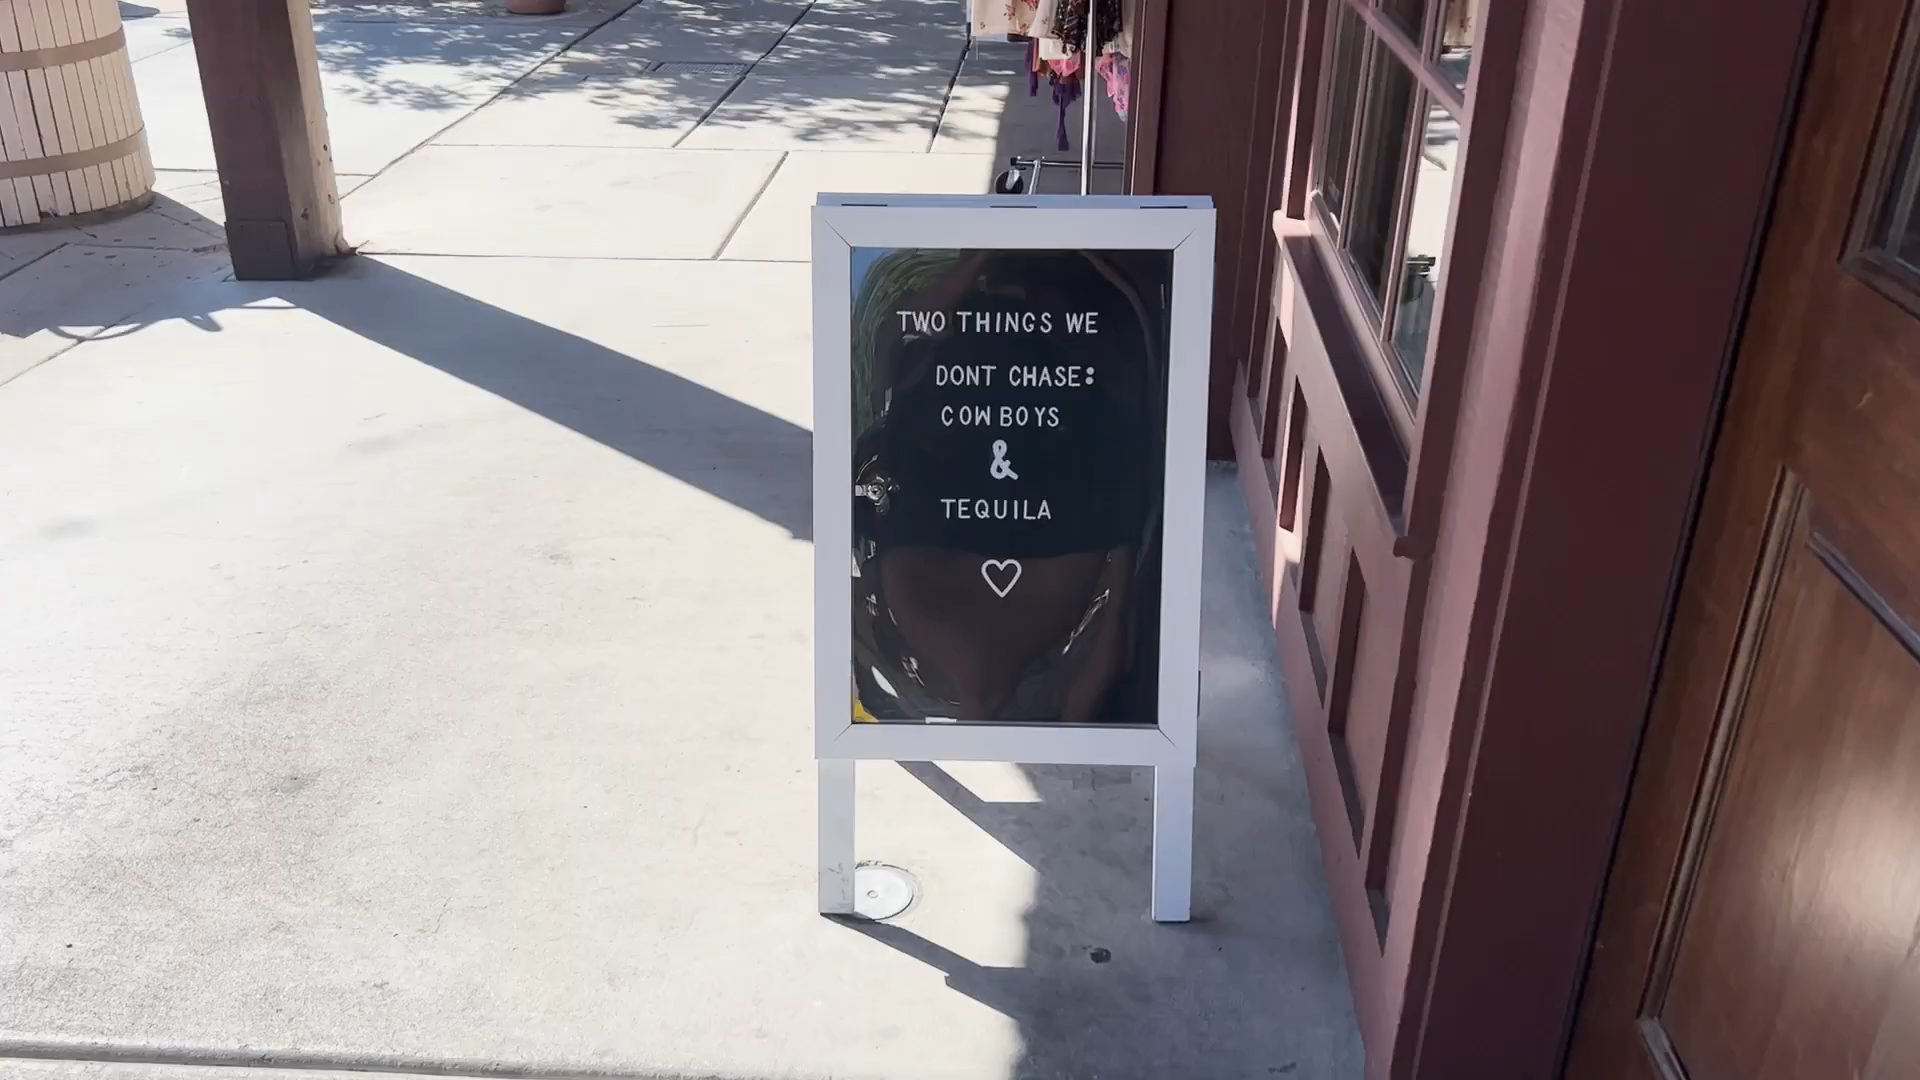 TWO THINGS WE
DONT CHASE:
COWBOYS
&
TEQUILA